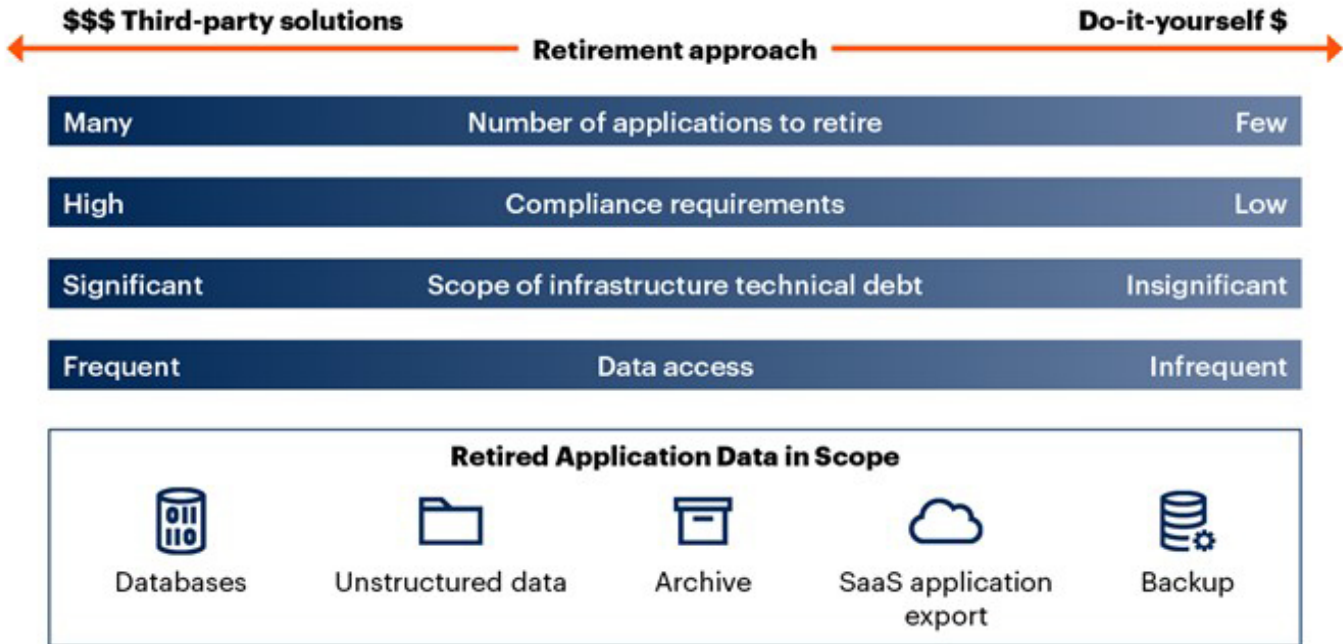 $$$ Third-party solutions
Do-it-yourself $
Retirement approach
Many Number of applications to retire Few
High Compliance requirements Low
Significant Scope of infrastructure technical debt Insignificant
Frequent Data access Infrequent
Retired Application Data in Scope
011
110
Databases Unstructured data Archive SaaS application Backup
export